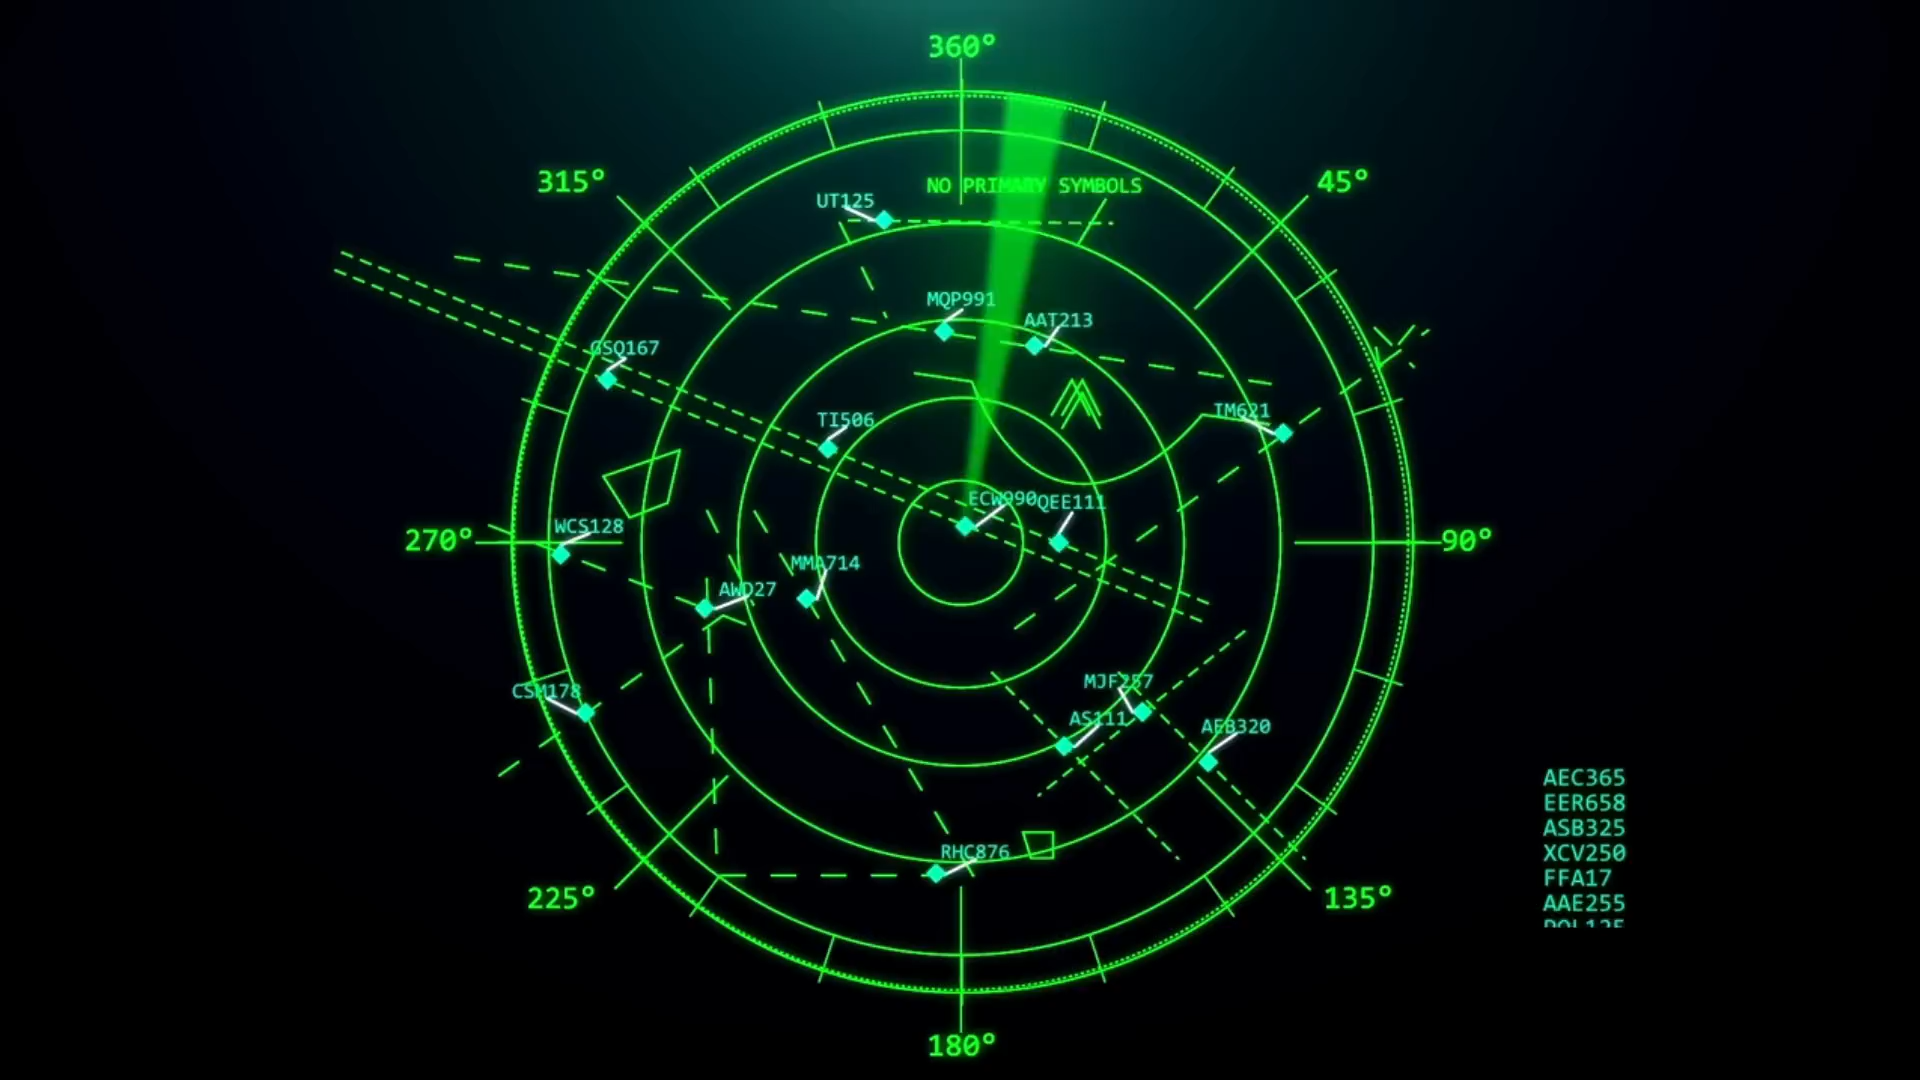 360°
315°
45°
NO PRIMARY SYMBOLS
UT125
MQP991
AAT213
GSO167
TM621
TI506
ECW990
QEE111
WCS128
270°
90°
MMA714
AWD27
MJF257
CSM178
AS111
AEB320
AEC365
EER658
ASB325
XCV250
RHC876
FFA17
225°
135°
AAE255
180°